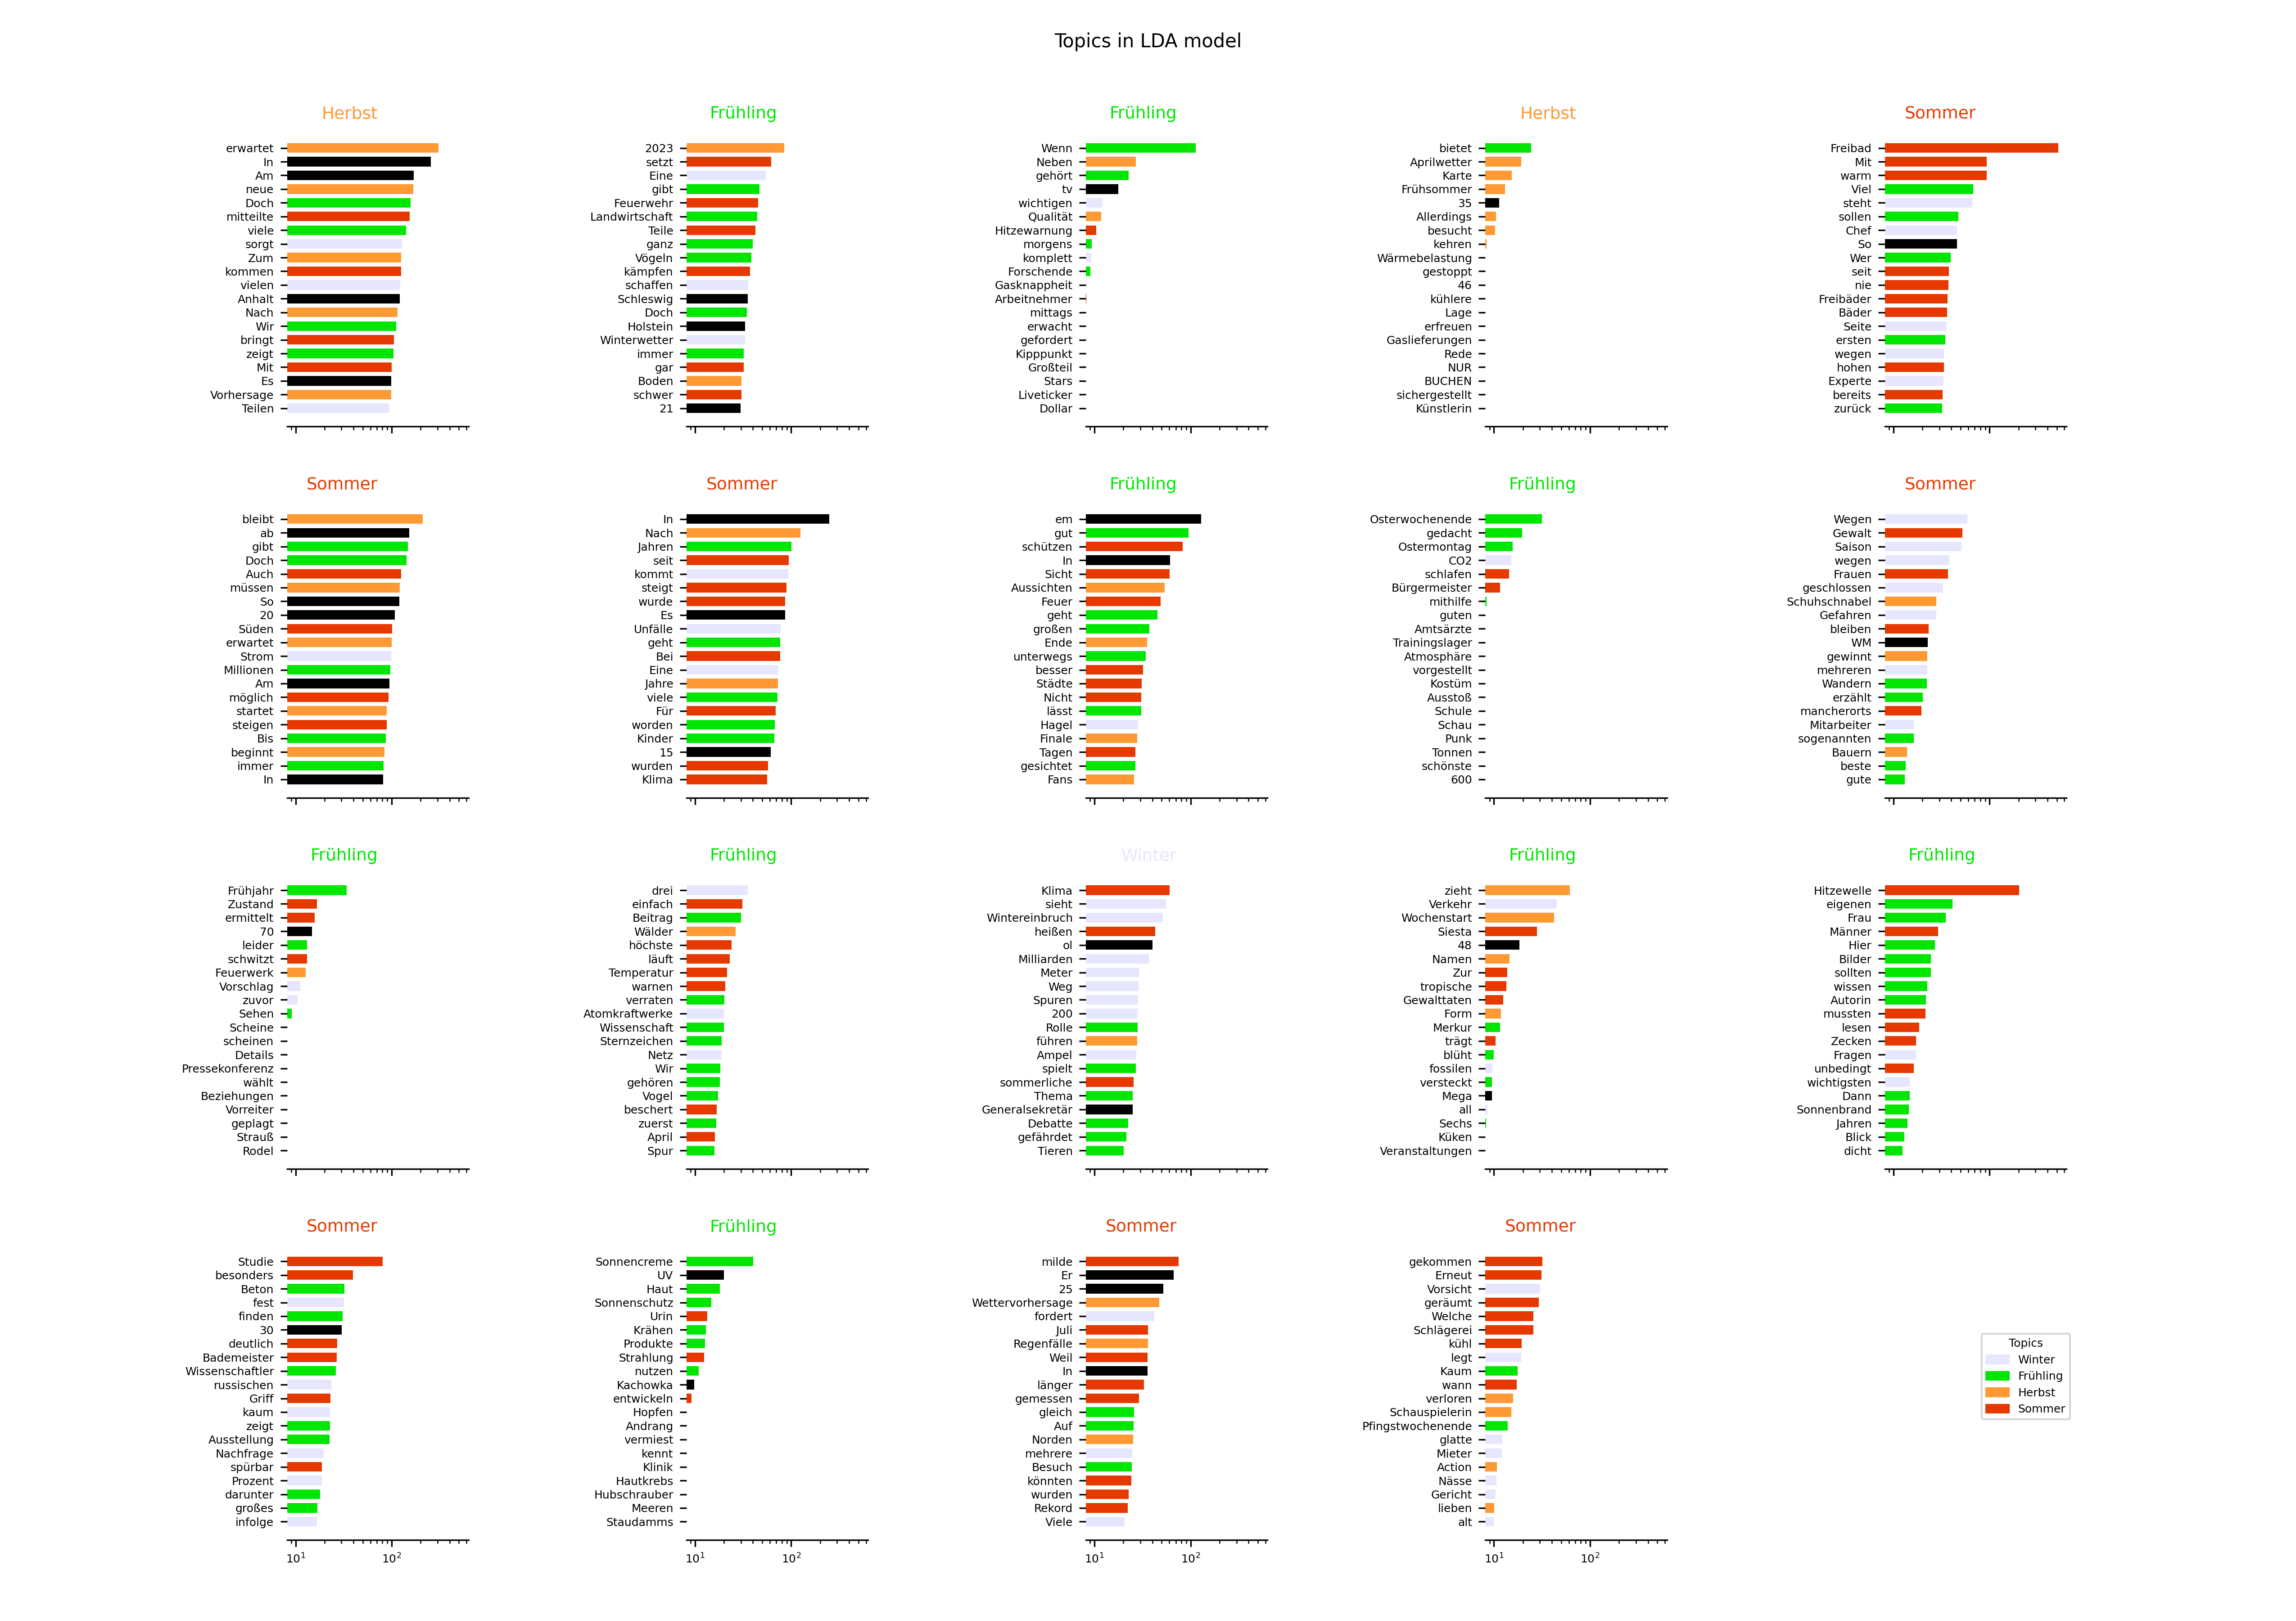 Topics in LDA model
Herbst
erwartet
In
Am
neue
Doch
mitteilte
viele
sorgt
Zum
kommen
vielen
Anhalt
Nach
Wir
bringt
zeigt
Mit
Es
Vorhersage
Teilen
Frühling
2023
setzt
Eine
gibt
Feuerwehr
Landwirtschaft
Teile
ganz
Vögeln
kämpfen
schaffen
Schleswig
Doch
Holstein
Winterwetter
immer
gar
Boden
schwer
21
Frühling
Wenn
Neben
gehört
tv
wichtigen
Qualität
Hitzewarnung
morgens
komplett
Forschende
Gasknappheit
Arbeitnehmer
mittags
erwacht
gefordert
Kipppunkt
Großteil
Stars
Liveticker
Dollar
Herbst
bietet
Aprilwetter
Karte
Frühsommer
35
Allerdings
besucht
kehren
Wärmebelastung
gestoppt
46
kühlere
Lage
erfreuen
Gaslieferungen
Rede
NUR
BUCHEN
sichergestellt
Künstlerin
Sommer
Freibad
Mit
warm
Viel
steht
sollen
Chef
So
Wer
seit
nie
Freibäder
Bäder
Seite
ersten
wegen
hohen
Experte
bereits
zurück
Sommer
bleibt
ab
gibt
Doch
Auch
müssen
So
20
Süden
erwartet
Strom
Millionen
Am
möglich
startet
steigen
Bis
beginnt
immer
In
Sommer
In
Nach
Jahren
seit
kommt
steigt
wurde
Es
Unfälle
geht
Bei
Eine
Jahre
viele
Für
worden
Kinder
15
wurden
Klima
Frühling
em
gut
schützen
In
Sicht
Aussichten
Feuer
geht
großen
Ende
unterwegs
besser
Städte
Nicht
lässt
Hagel
Finale
Tagen
gesichtet
Fans
Frühling
Osterwochenende
gedacht
Ostermontag
CO2
schlafen
Bürgermeister
mithilfe
guten
Amtsärzte
Trainingslager
Atmosphäre
vorgestellt
Kostüm
Ausstoß
Schule
Schau
Punk
Tonnen
schönste
600
Sommer
Wegen
Gewalt
Saison
wegen
Frauen
geschlossen
Schuhschnabel
Gefahren
bleiben
WM
gewinnt
mehreren
Wandern
erzählt
mancherorts
Mitarbeiter
sogenannten
Bauern
beste
gute
Frühling
Frühjahr
Zustand
ermittelt
70
leider
schwitzt
Feuerwerk
Vorschlag
zuvor
Sehen
Scheine
scheinen
Details
Pressekonferenz
wählt
Beziehungen
Vorreiter
geplagt
Strauß
Rodel
Frühling
drei
einfach
Beitrag
Wälder
höchste
läuft
Temperatur
warnen
verraten
Atomkraftwerke
Wissenschaft
Sternzeichen
Netz
Wir
gehören
Vogel
beschert
zuerst
April
Spur
Winter
Klima
sieht
Wintereinbruch
heißen
ol
Milliarden
Meter
Weg
Spuren
200
Rolle
führen
Ampel
spielt
sommerliche
Thema
Generalsekretär
Debatte
gefährdet
Tieren
Frühling
zieht
Verkehr
Wochenstart
Siesta
48
Namen
Zur
tropische
Gewalttaten
Form
Merkur
trägt
blüht
fossilen
versteckt
Mega
all
Sechs
Küken
Veranstaltungen
Frühling
Hitzewelle
eigenen
Frau
Männer
Hier
Bilder
sollten
wissen
Autorin
mussten
lesen
Zecken
Fragen
unbedingt
wichtigsten
Dann
Sonnenbrand
Jahren
Blick
dicht
Sommer
Studie
besonders
Beton
fest
finden
30
deutlich
Bademeister
Wissenschaftler
russischen
Griff
kaum
zeigt
Ausstellung
Nachfrage
spürbar
Prozent
darunter
großes
infolge
10¹ 10²
Frühling
Sonnencreme
UV
Haut
Sonnenschutz
Urin
Krähen
Produkte
Strahlung
nutzen
Kachowka
entwickeln
Hopfen
Andrang
vermiest
kennt
Klinik
Hautkrebs
Hubschrauber
Meeren
Staudamms
10¹ 10²
Sommer
milde
Er
25
Wettervorhersage
fordert
Juli
Regenfälle
Weil
In
länger
gemessen
gleich
Auf
Norden
mehrere
Besuch
könnten
wurden
Rekord
Viele
10¹ 10²
Sommer
gekommen
Erneut
Vorsicht
geräumt
Welche
Schlägerei
kühl
legt
Kaum
wann
verloren
Schauspielerin
Pfingstwochenende
glatte
Mieter
Action
Nässe
Gericht
lieben
alt
10¹ 10²
Topics
Winter
Frühling
Herbst
Sommer